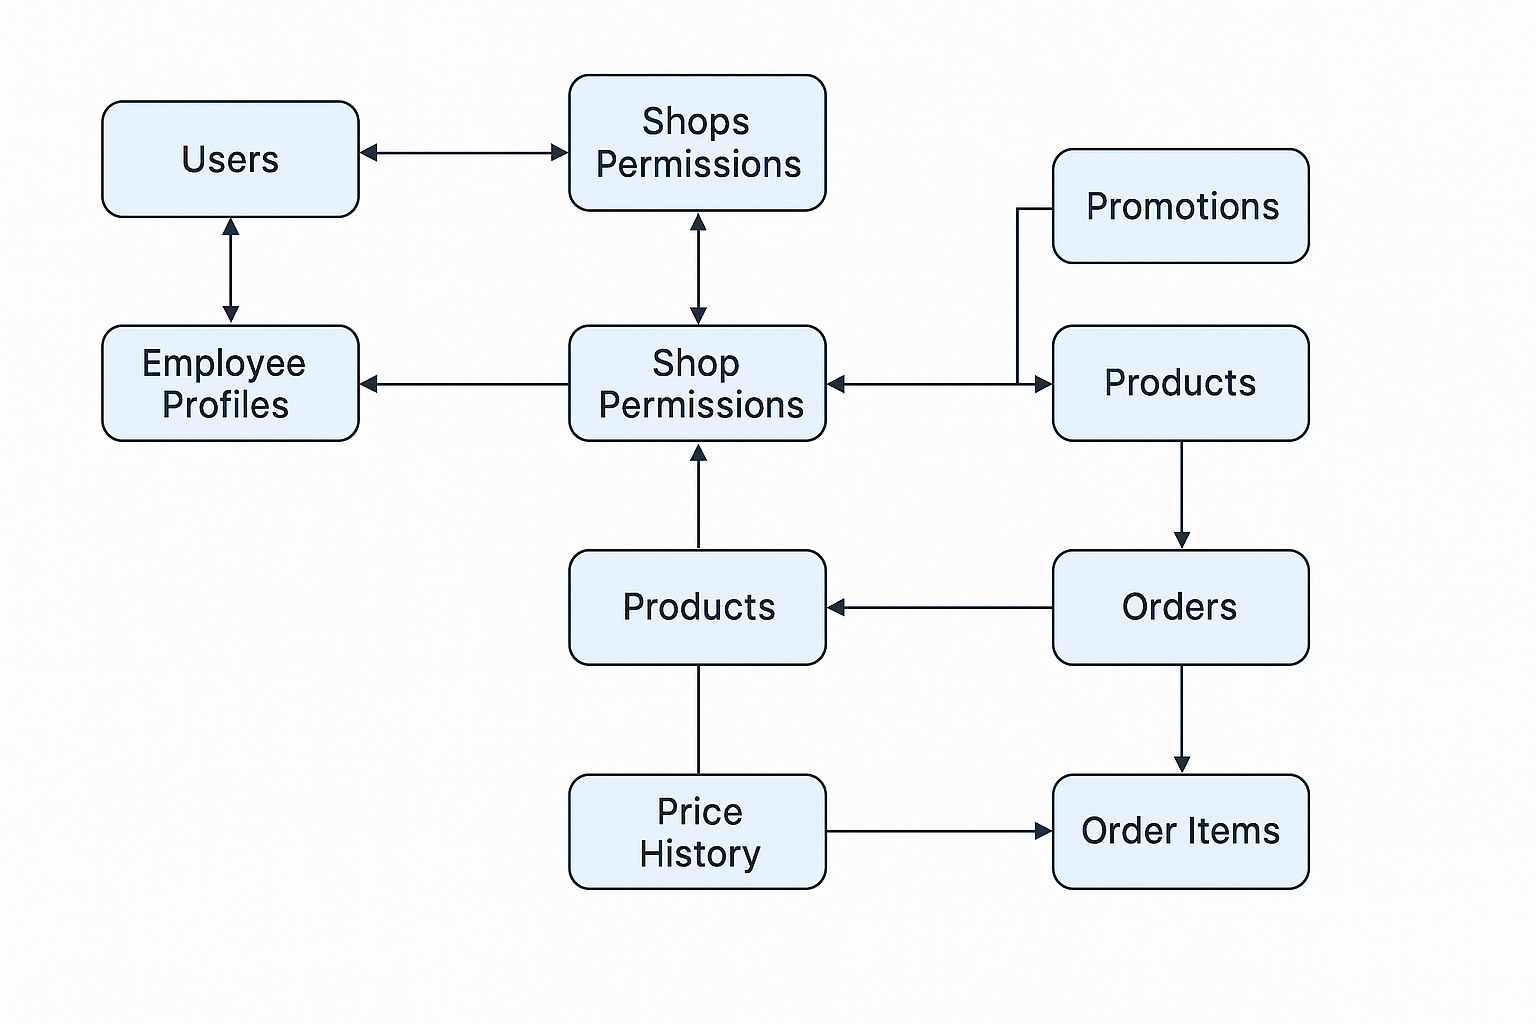 Users
Shops
Permissions
Promotions
Employee
Profiles
Shop
Permissions
Products
Products
Orders
Price
History
Order Items